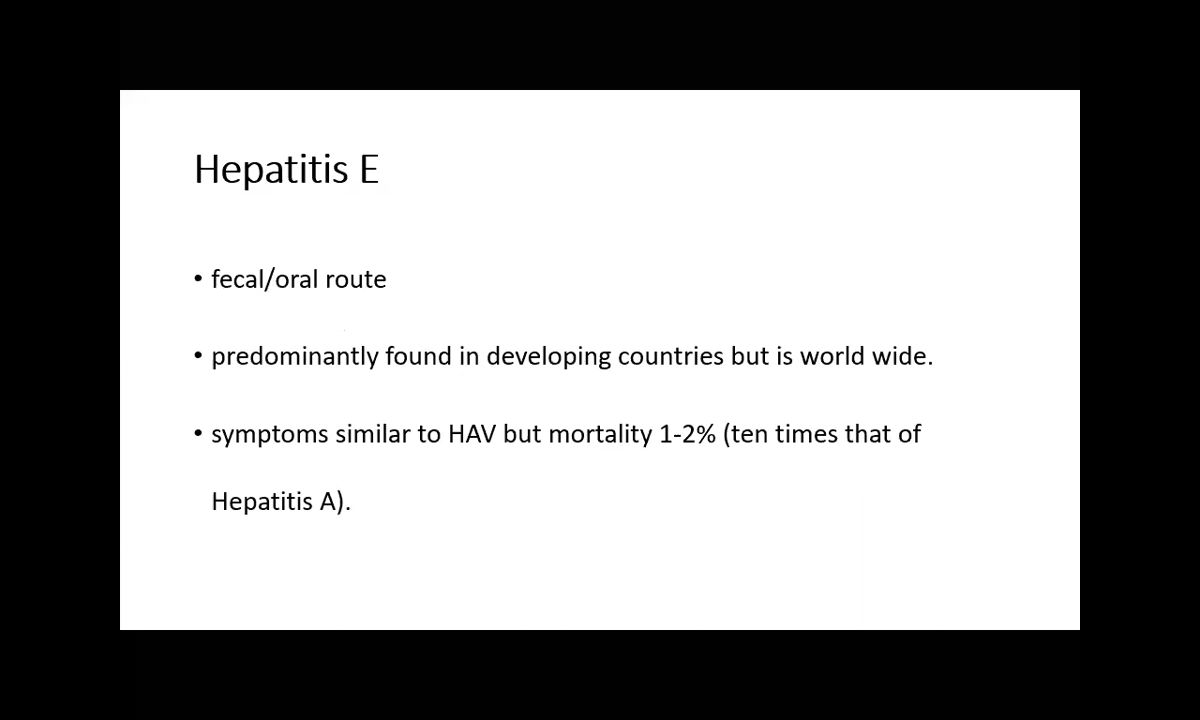 Hepatitis E
• fecal/oral route
• predominantly found in developing countries but is world wide.
• symptoms similar to HAV but mortality 1-2% (ten times that of
Hepatitis A).